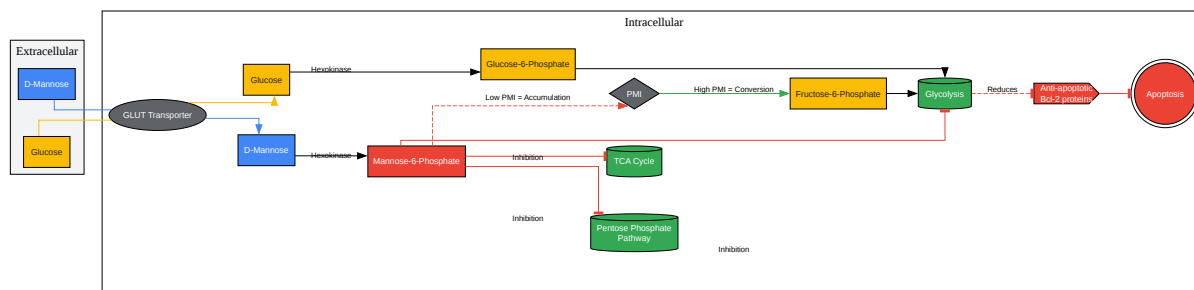 Intracellular
Extracellular
D-Mannose
Glucose
GLUT Transporter
Glucose
D-Mannose
Hexokinase
Hexokinase
Glucose-6-Phosphate
Mannose-6-Phosphate
Low PMI = Accumulation
PMI
High PMI = Conversion
Fructose-6-Phosphate
Glycolysis
Reduces
Anti-apoptotic
Bcl-2 proteins
Apoptosis
Inhibition
TCA Cycle
Inhibition
Pentose Phosphate
Pathway
Inhibition